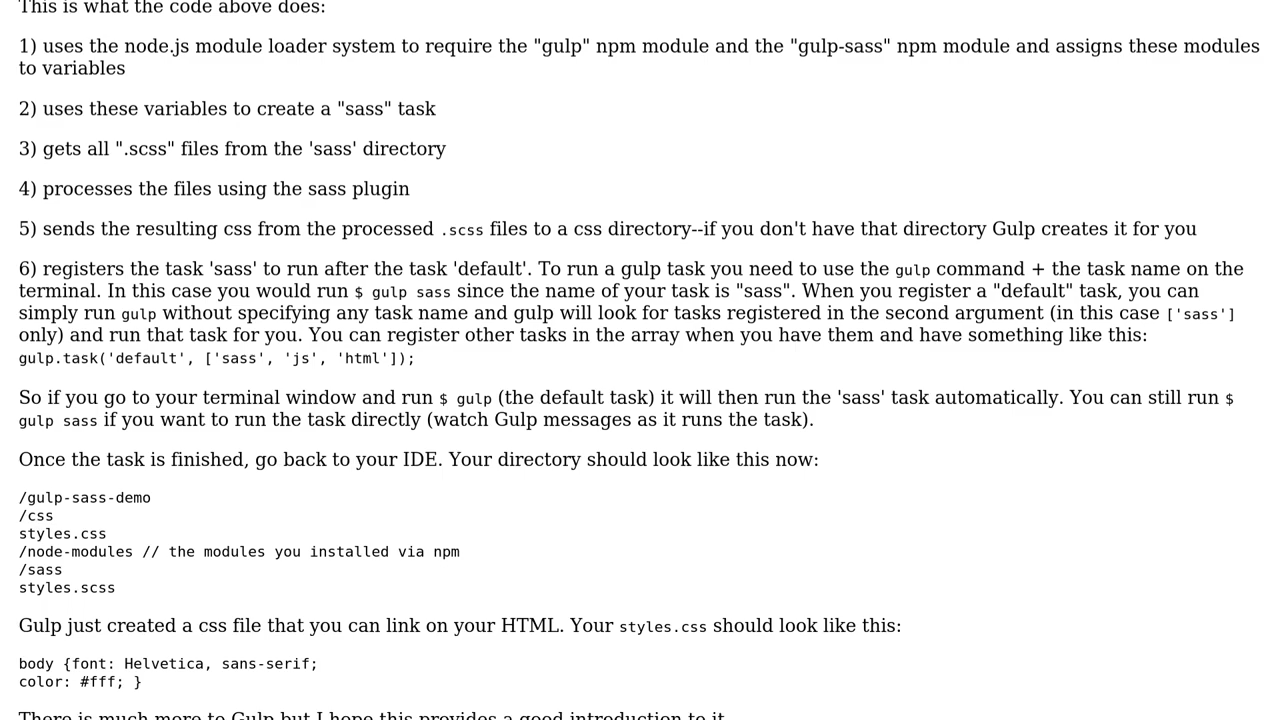 This is what the code above does:
1) uses the node.js module loader system to require the "gulp" npm module and the "gulp-sass" npm module and assigns these modules
to variables
2) uses these variables to create a "sass" task
3) gets all ".scss" files from the 'sass' directory
4) processes the files using the sass plugin
5) sends the resulting css from the processed .scss files to a css directory--if you don't have that directory Gulp creates it for you
6) registers the task 'sass' to run after the task 'default'. To run a gulp task you need to use the gulp command + the task name on the
terminal. In this case you would run $ gulp sass since the name of your task is "sass". When you register a "default" task, you can
simply run gulp without specifying any task name and gulp will look for tasks registered in the second argument (in this case ['sass']
only) and run that task for you. You can register other tasks in the array when you have them and have something like this:
gulp.task('default', ['sass', 'js', 'html']);
So if you go to your terminal window and run $ gulp (the default task) it will then run the 'sass' task automatically. You can still run $
gulp sass if you want to run the task directly (watch Gulp messages as it runs the task).
Once the task is finished, go back to your IDE. Your directory should look like this now:
/gulp-sass-demo
/css
styles.css
/node-modules // the modules you installed via npm
/sass
styles.scss
Gulp just created a css file that you can link on your HTML. Your styles.css should look like this:
body {font: Helvetica, sans-serif;
color: #fff; }
There is much more to Gulp but I hope this provides a good introduction to it.